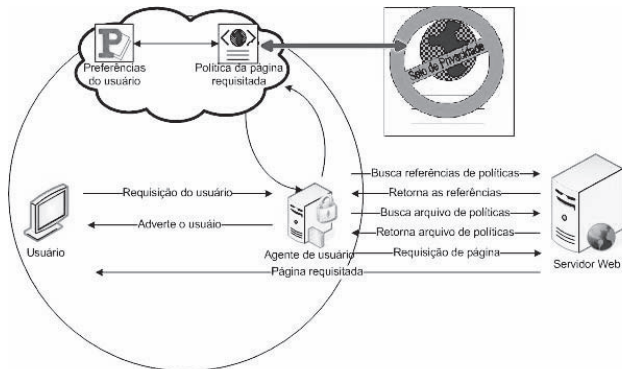 P
Preferências
do usuário
Política da página
requisitada
Selo de Privacidade
Busca referências de políticas
Retorna as referências
Requisição do usuário
Busca arquivo de políticas
Adverte o usuáio
Retorna arquivo de políticas
Usuário
Agente de usuário
Requisição de página
Servidor Web
Página requisitada